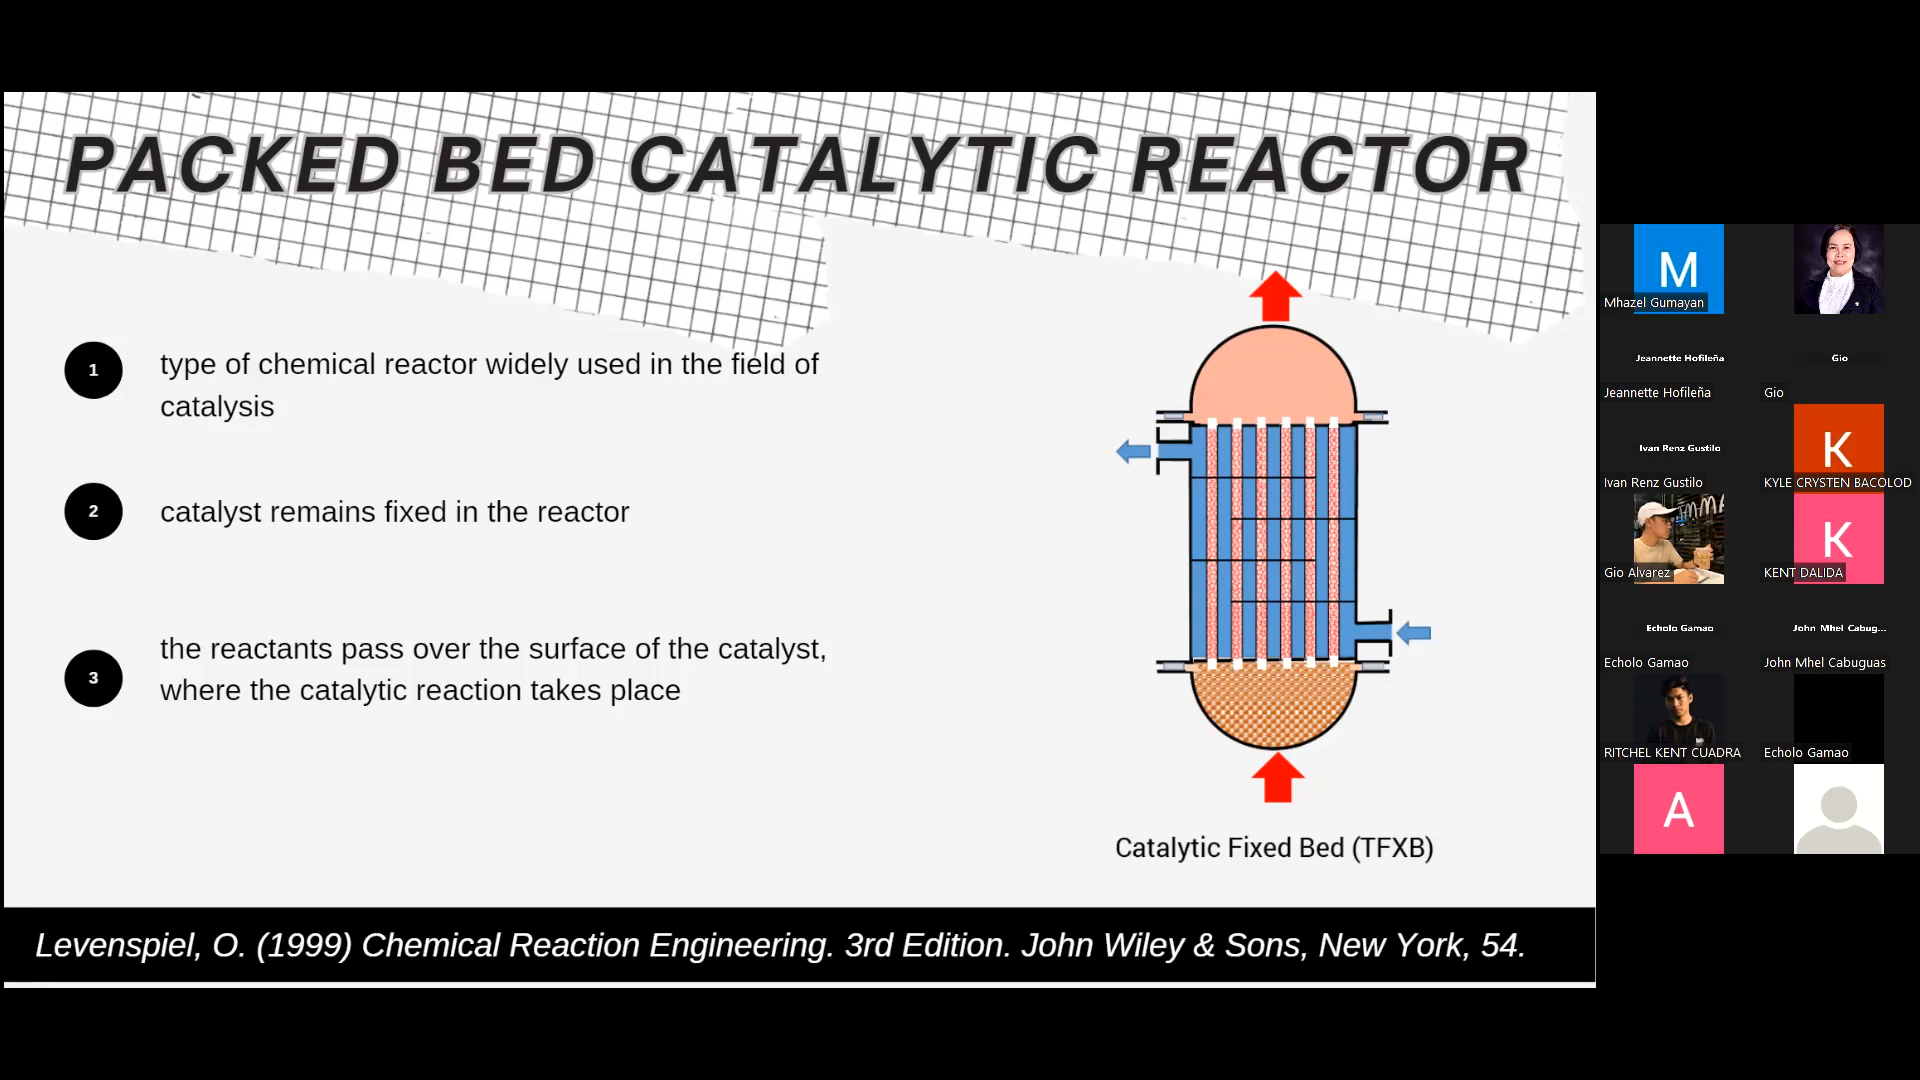 PACKED BED CATALYTIC REACTOR
1
type of chemical reactor widely used in the field of
catalysis
2
catalyst remains fixed in the reactor
3
the reactants pass over the surface of the catalyst,
where the catalytic reaction takes place
Catalytic Fixed Bed (TFXB)
Levenspiel, O. (1999) Chemical Reaction Engineering. 3rd Edition. John Wiley & Sons, New York, 54.
M
Mhazel Gumayan
Jeannette Hofileña
Jeannette Hofileña
Gio
Gio
Ivan Renz Gustilo
Ivan Renz Gustilo
K
KYLE CRYSTEN BACOLOD
Gio Alvarez
K
KENT DALIDA
Echolo Gamao
Echolo Gamao
John Mhel Cabug...
John Mhel Cabuguas
RITCHEL KENT CUADRA
Echolo Gamao
A